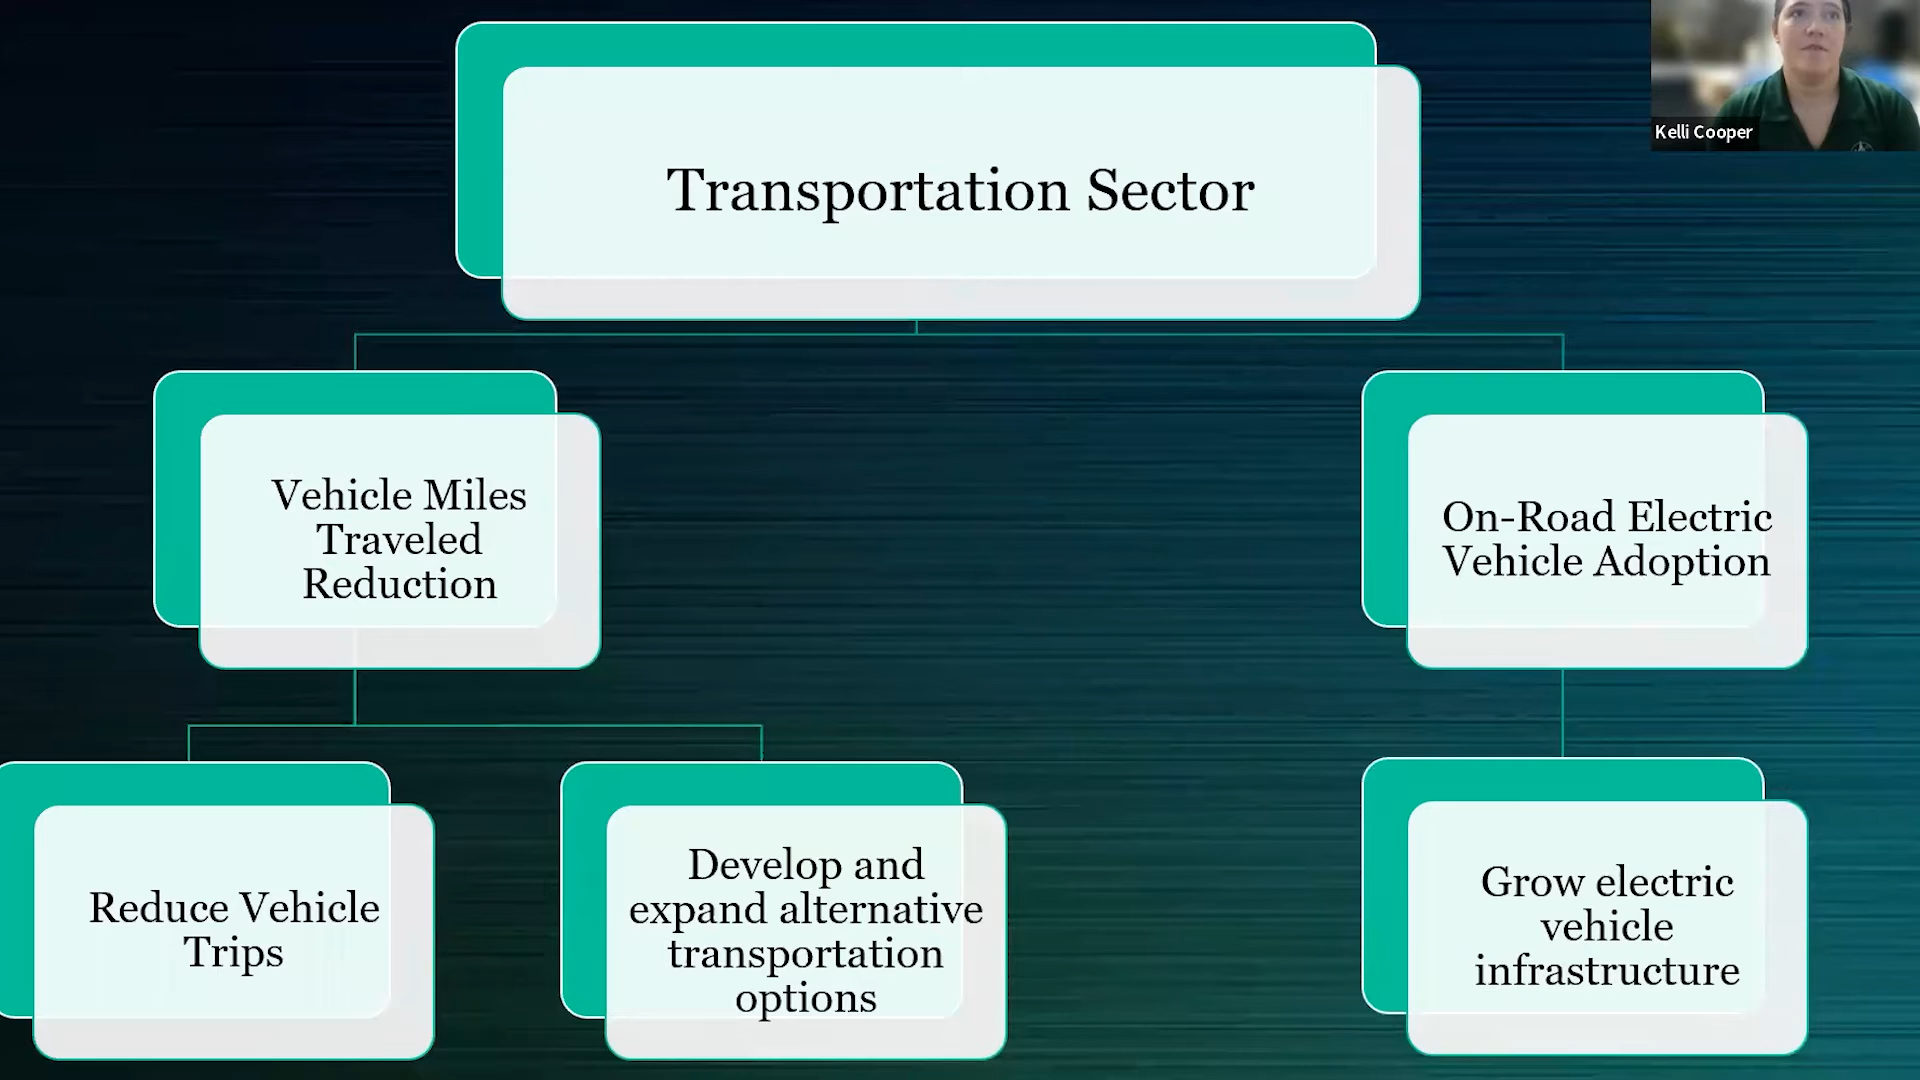 Transportation Sector
Kelli Cooper
Vehicle Miles
Traveled
Reduction
On-Road Electric
Vehicle Adoption
Reduce Vehicle
Trips
Develop and
expand alternative
transportation
options
Grow electric
vehicle
infrastructure